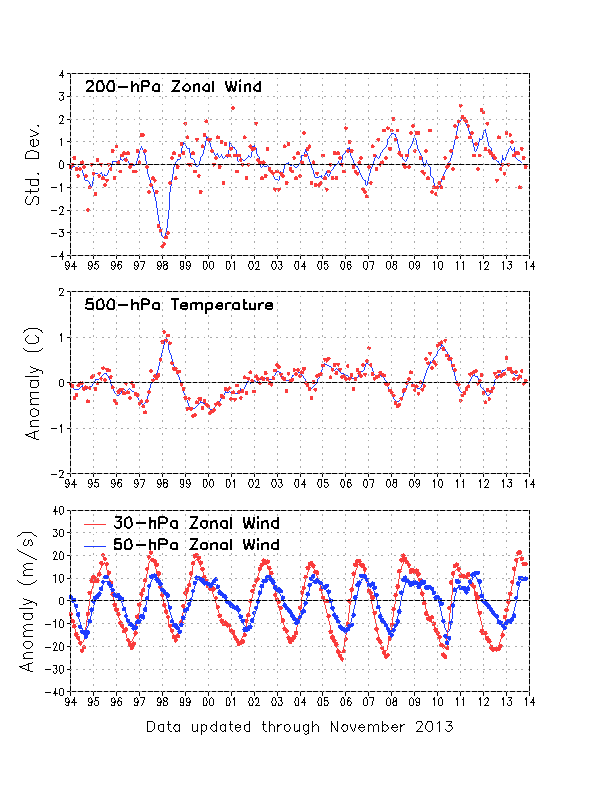 200-hPa Zonal Wind
Std. Dev.
4
3
2
1
0
-1
-2
-3
-4
94 95 96 97 98 99 00 01 02 03 04 05 06 07 08 09 10 11 12 13 14
500-hPa Temperature
Anomaly (C)
2
1
0
-1
-2
94 95 96 97 98 99 00 01 02 03 04 05 06 07 08 09 10 11 12 13 14
30-hPa Zonal Wind
50-hPa Zonal Wind
Anomaly (m/s)
40
30
20
10
0
-10
-20
-30
-40
94 95 96 97 98 99 00 01 02 03 04 05 06 07 08 09 10 11 12 13 14
Data updated through November 2013